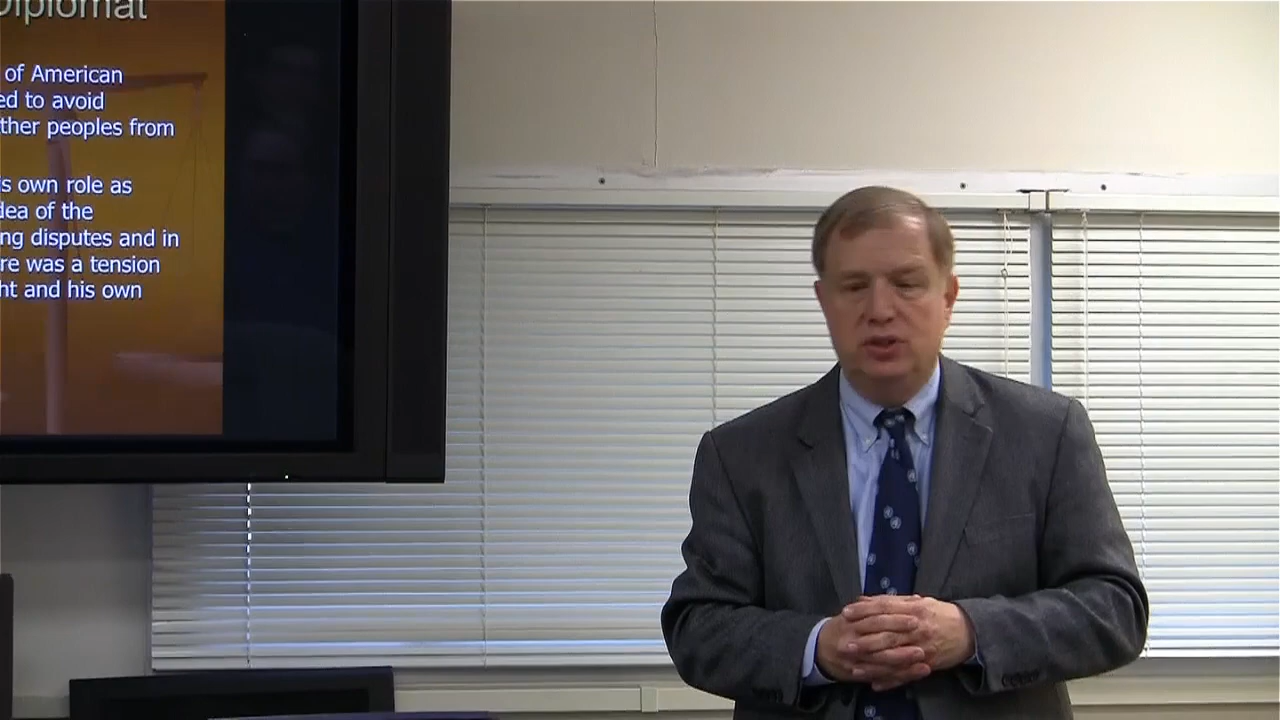 Diplomat
of American
ed to avoid
ther peoples from
s own role as
dea of the
ng disputes and in
re was a tension
ht and his own